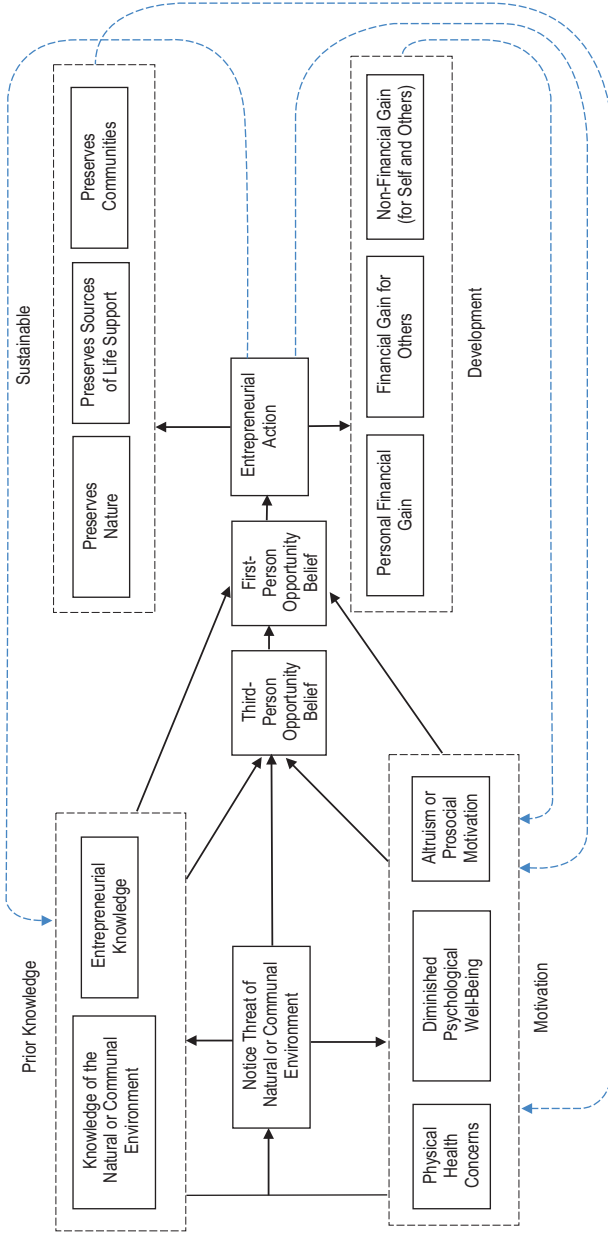 Prior Knowledge
Knowledge of the
Natural or Communal
Environment
Entrepreneurial
Knowledge
Notice Threat of
Natural or Communal
Environment
Physical
Health
Concerns
Diminished
Psychological
Well-Being
Altruism or
Prosocial
Motivation
Motivation
Third-
Person
Opportunity
Belief
First-
Person
Opportunity
Belief
Entrepreneurial
Action
Sustainable
Preserves
Nature
Preserves Sources
of Life Support
Preserves
Communities
Personal Financial
Gain
Financial Gain for
Others
Non-Financial Gain
(for Self and Others)
Development